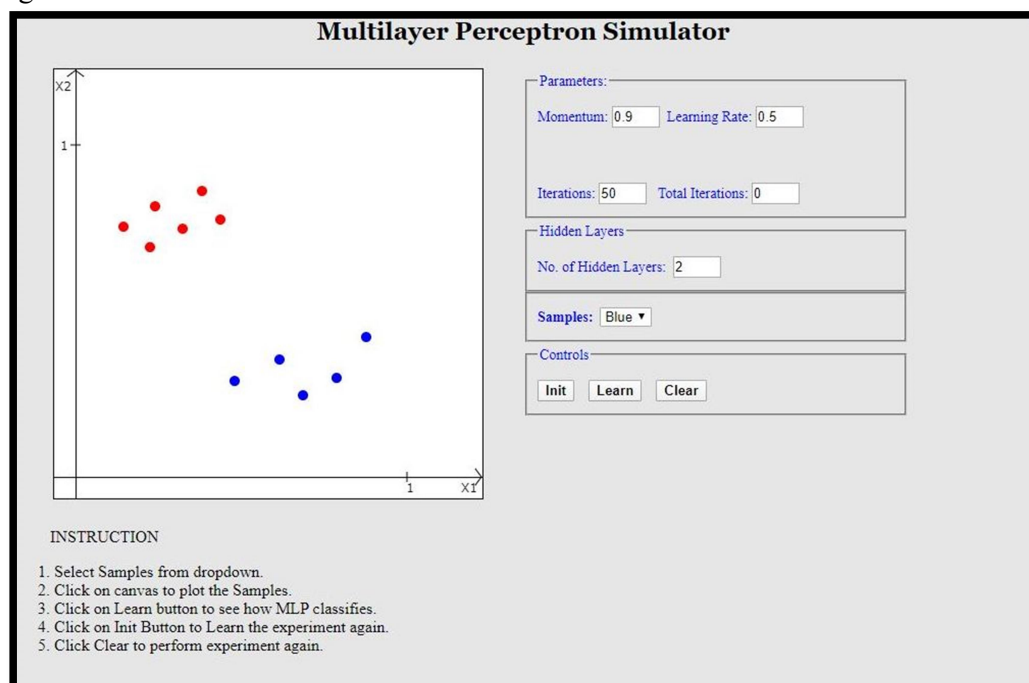 Multilayer Perceptron Simulator
X2
1
1
X1
Parameters:
Momentum: 0.9 Learning Rate: 0.5
Iterations: 50 Total Iterations: 0
Hidden Layers
No. of Hidden Layers: 2
Samples: Blue
Controls
Init Learn Clear
INSTRUCTION
1. Select Samples from dropdown.
2. Click on canvas to plot the Samples.
3. Click on Learn button to see how MLP classifies.
4. Click on Init Button to Learn the experiment again.
5. Click Clear to perform experiment again.